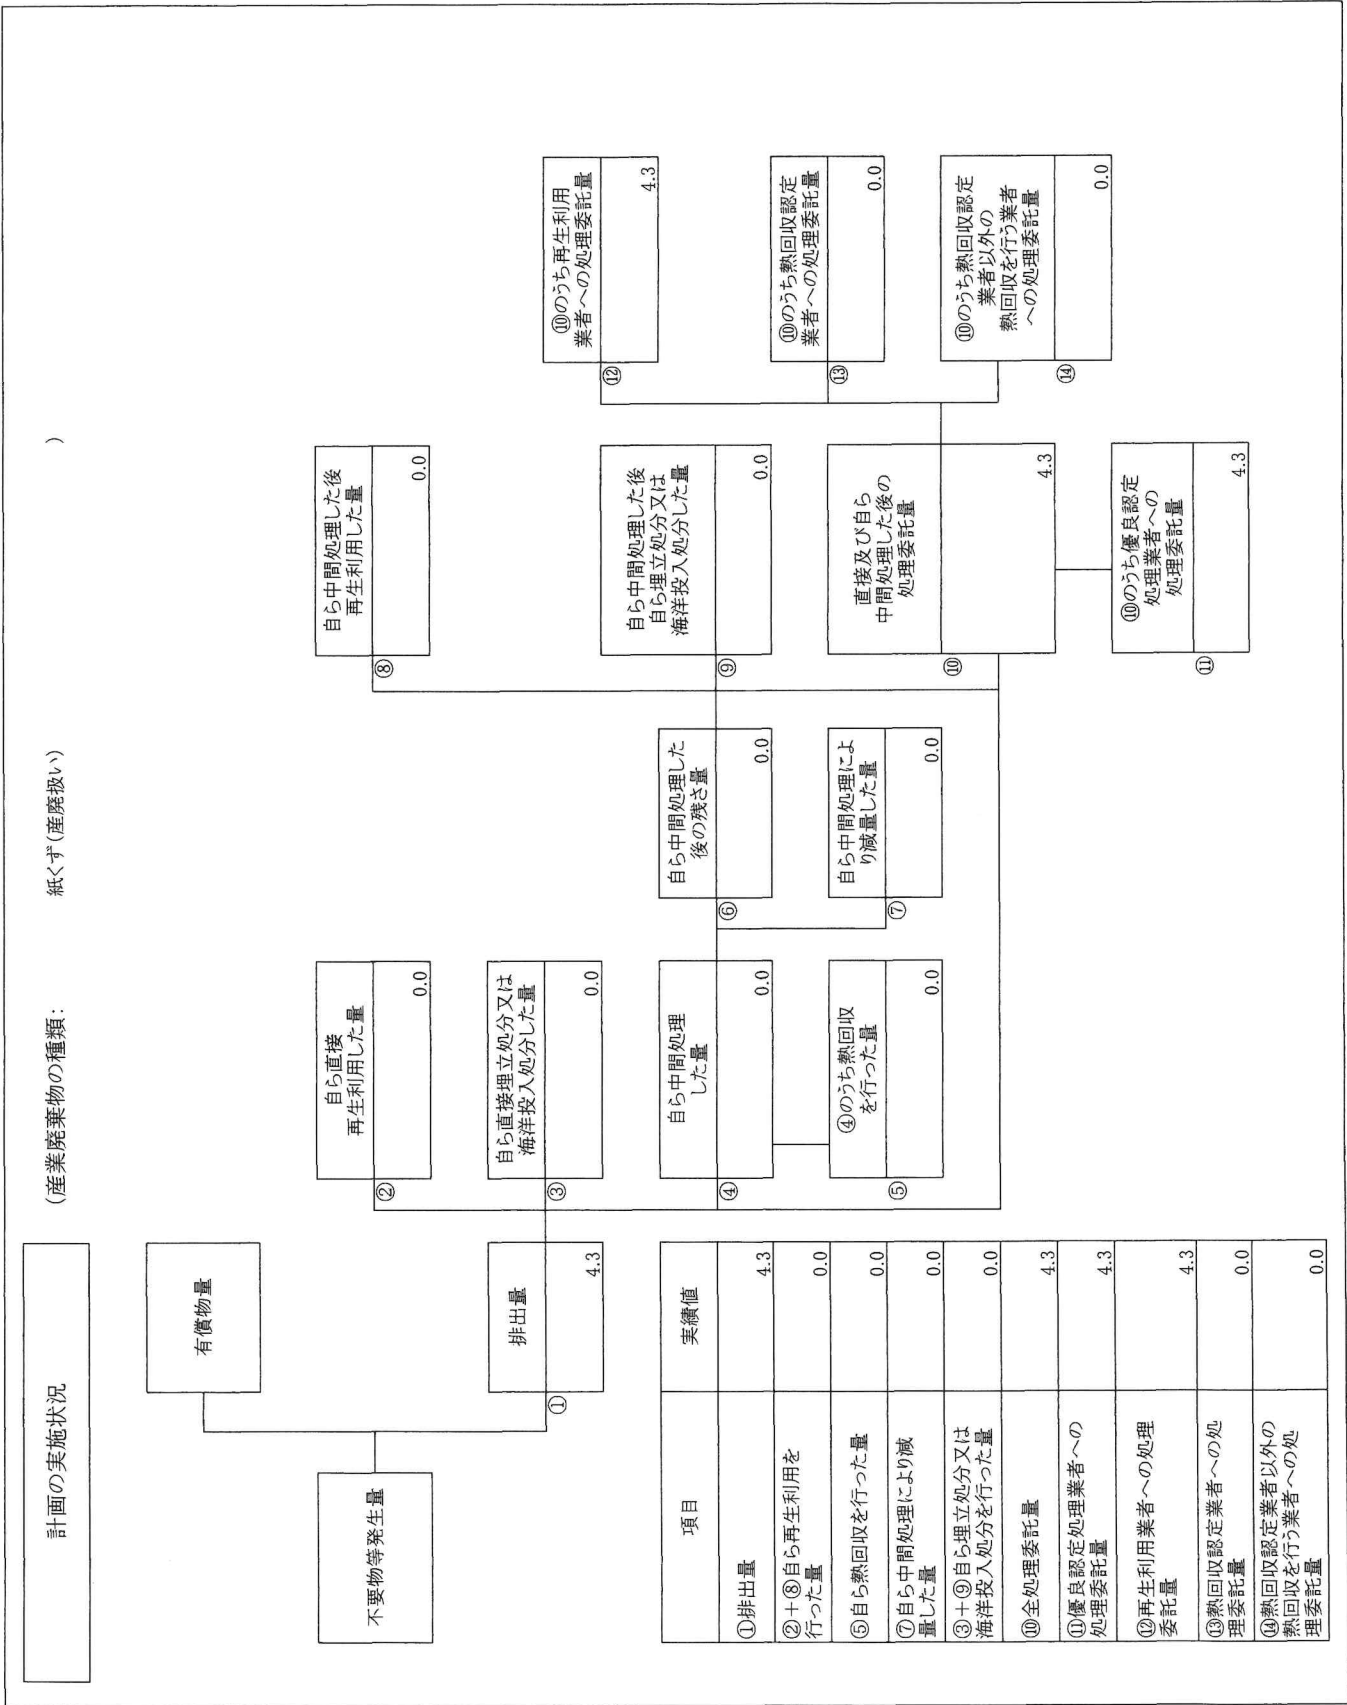 計画の実施状況
(産業廃棄物の種類:
紙くず(産廃扱い)
)
不要物等発生量
有償物量
排出量
①
4.3
自ら直接
再生利用した量
②
0.0
自ら直接埋立処分又は
海洋投入処分した量
③
0.0
自ら中間処理
した量
④
0.0
④のうち熱回収
を行った量
⑤
0.0
自ら中間処理した
後の残さ量
⑥
0.0
自ら中間処理によ
り減量した量
⑦
0.0
自ら中間処理した後
再生利用した量
⑧
0.0
自ら中間処理した後
自ら埋立処分又は
海洋投入処分した量
⑨
0.0
直接及び自ら
中間処理した後の
処理委託量
⑩
4.3
⑩のうち優良認定
処理業者への
処理委託量
⑪
4.3
⑩のうち再生利用
業者への処理委託量
⑫
4.3
⑩のうち熱回収認定
業者への処理委託量
⑬
0.0
⑩のうち熱回収認定
業者以外の
熱回収を行う業者
への処理委託量
⑭
0.0
項目
実績値
①排出量
4.3
②+⑧自ら再生利用を
行った量
0.0
⑤自ら熱回収を行った量
0.0
⑦自ら中間処理により減
量した量
0.0
③+⑨自ら埋立処分又は
海洋投入処分を行った量
0.0
⑩全処理委託量
4.3
⑪優良認定処理業者への
処理委託量
4.3
⑫再生利用業者への処理
委託量
4.3
⑬熱回収認定業者への処
理委託量
0.0
⑭熱回収認定業者以外の
熱回収を行う業者への処
理委託量
0.0